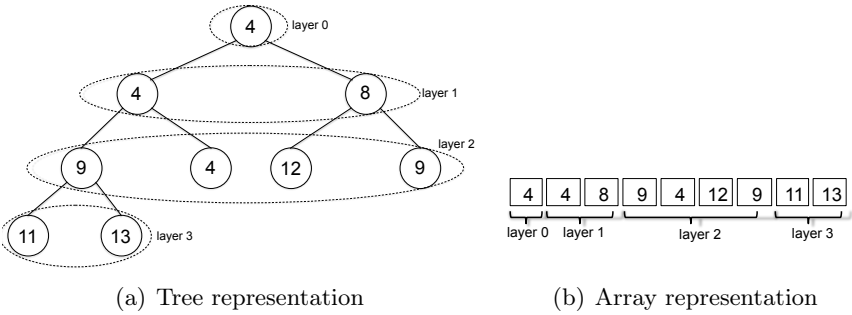 4 layer 0
4 8 layer 1
layer 2
9 4 12 9
11 13 layer 3
4 4 8 9 4 12 9 11 13
layer 0 layer 1 layer 2 layer 3
(a) Tree representation
(b) Array representation